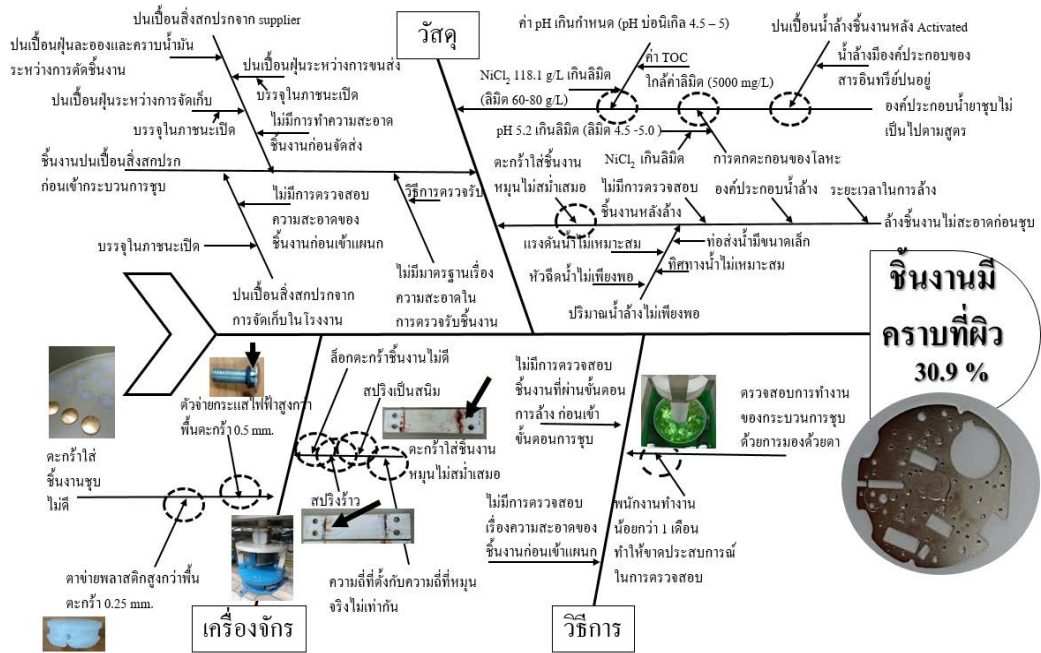 ปนเปื้อนสิ่งสกปรกจาก supplier
ปนเปื้อนฝุ่นละอองและคราบน้ำมัน
ระหว่างการตัดชิ้นงาน
ปนเปื้อนฝุ่นระหว่างการขนส่ง
บรรจุในภาชนะเปิด
ปนเปื้อนฝุ่นระหว่างการจัดเก็บ
บรรจุในภาชนะเปิด
ไม่มีการทำความสะอาด
ชิ้นงานก่อนจัดส่ง
ชิ้นงานปนเปื้อนสิ่งสกปรก
ก่อนเข้ากระบวนการชุบ
ไม่มีการตรวจสอบ
ความสะอาดของ
ชิ้นงานก่อนเข้าแผนก
บรรจุในภาชนะเปิด
ปนเปื้อนสิ่งสกปรกจาก
การจัดเก็บในโรงงาน
วิธีการตรวจรับ
ไม่มีมาตรฐานเรื่อง
ความสะอาดใน
การตรวจรับชิ้นงาน
วัสดุ
ค่า pH เกินกำหนด (pH บ่อนิเกิล 4.5 – 5)
ค่า TOC
ใกล้ค่าลิมิต (5000 mg/L)
NiCl2 118.1 g/L เกินลิมิต
(ลิมิต 60-80 g/L)
ปนเปื้อนน้ำล้างชิ้นงานหลัง Activated
น้ำล้างมีองค์ประกอบของ
สารอินทรีย์ปนอยู่
องค์ประกอบน้ำยาชุบไม่
เป็นไปตามสูตร
pH 5.2 เกินลิมิต (ลิมิต 4.5 -5.0 )
NiCl2 เกินลิมิต
การตกตะกอนของโลหะ
ตะกร้าใส่ชิ้นงาน
หมุนไม่สม่ำเสมอ
ไม่มีการตรวจสอบ
ชิ้นงานหลังล้าง
องค์ประกอบน้ำล้าง
ระยะเวลาในการล้าง
ล้างชิ้นงานไม่สะอาดก่อนชุบ
แรงดันน้ำไม่เหมาะสม
ท่อส่งน้ำมีขนาดเล็ก
หัวฉีดน้ำไม่เพียงพอ
ทิศทางน้ำไม่เหมาะสม
ปริมาณน้ำล้างไม่เพียงพอ
ชิ้นงานมี
คราบที่ผิว
30.9 %
ล็อกตะกร้าชิ้นงานไม่ดี
สปริงเป็นสนิม
ตัวจ่ายกระแสไฟฟ้าสูงกว่า
พื้นตะกร้า 0.5 mm.
ตะกร้าใส่
ชิ้นงานชุบ
ไม่ดี
ตะกร้าใส่ชิ้นงาน
หมุนไม่สม่ำเสมอ
สปริงร้าว
ตาข่ายพลาสติกสูงกว่าพื้น
ตะกร้า 0.25 mm.
ความถี่ที่ตั้งกับความถี่ที่หมุน
จริงไม่เท่ากัน
เครื่องจักร
ไม่มีการตรวจสอบ
ชิ้นงานที่ผ่านขั้นตอน
การล้าง ก่อนเข้า
ขั้นตอนการชุบ
ตรวจสอบการทำงาน
ของกระบวนการชุบ
ด้วยการมองด้วยตา
ไม่มีการตรวจสอบ
เรื่องความสะอาดของ
ชิ้นงานก่อนเข้าแผนก
พนักงานทำงาน
น้อยกว่า 1 เดือน
ทำให้ขาดประสบการณ์
ในการตรวจสอบ
วิธีการ